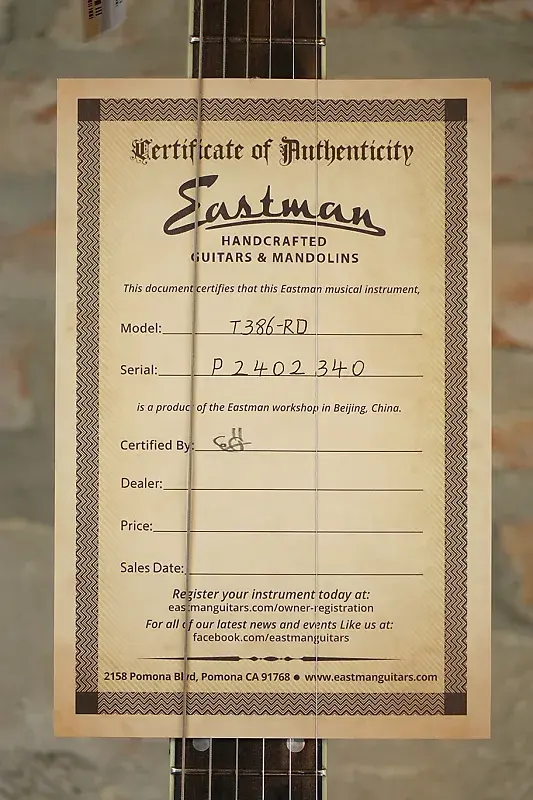 Certificate of Authenticity
Eastman
HANDCRAFTED
GUITARS & MANDOLINS
This document certifies that this Eastman musical instrument,
Model: T386-RD
Serial: P2402340
is a product of the Eastman workshop in Beijing, China.
Certified By:
Dealer:
Price:
Sales Date:
Register your instrument today at:
eastmanguitars.com/owner-registration
For all of our latest news and events Like us at:
facebook.com/eastmanguitars
2158 Pomona Blvd, Pomona CA 91768 ● www.eastmanguitars.com